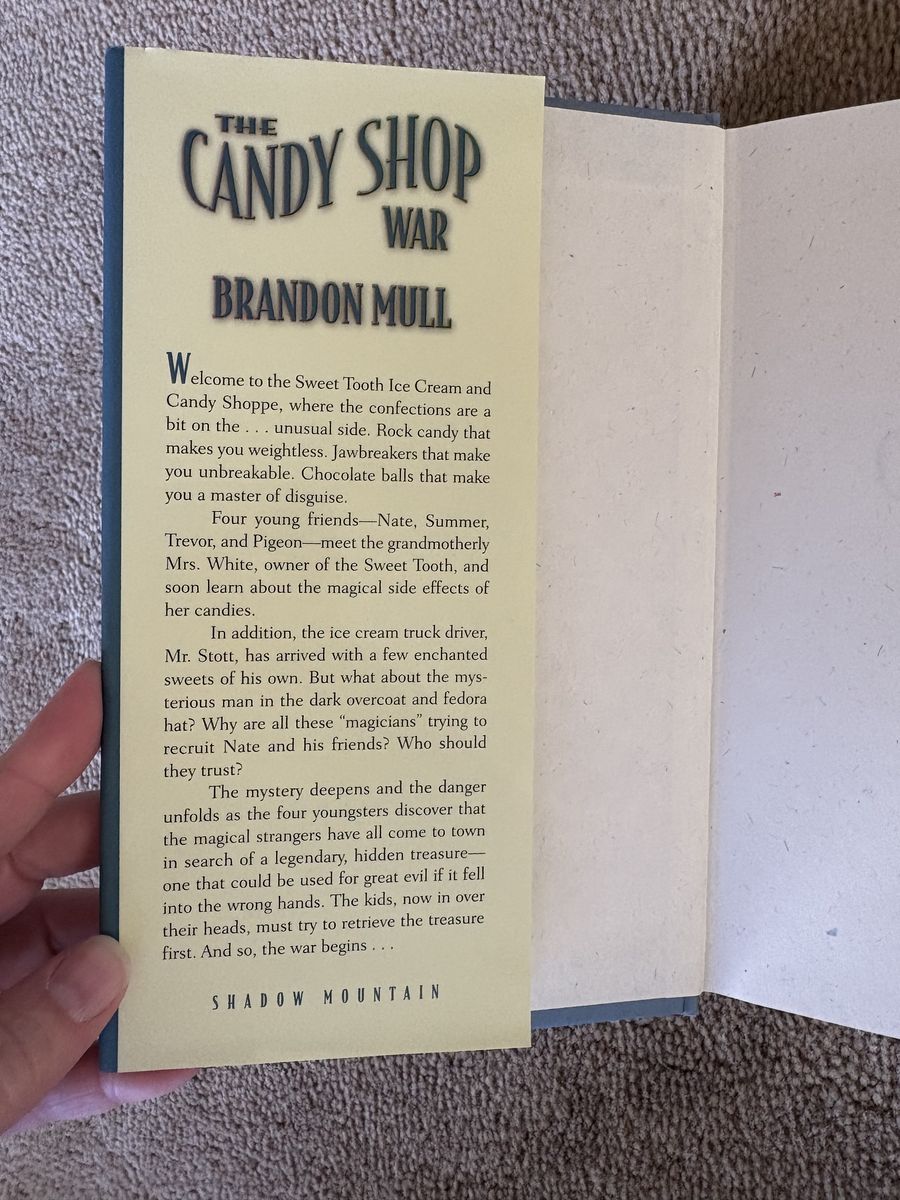 THE
CANDY SHOP
WAR
BRANDON MULL
Welcome to the Sweet Tooth Ice Cream and
Candy Shoppe, where the confections are a
bit on the . . . unusual side. Rock candy that
makes you weightless. Jawbreakers that make
you unbreakable. Chocolate balls that make
you a master of disguise.
Four young friends—Nate, Summer,
Trevor, and Pigeon—meet the grandmotherly
Mrs. White, owner of the Sweet Tooth, and
soon learn about the magical side effects of
her candies.
In addition, the ice cream truck driver,
Mr. Stott, has arrived with a few enchanted
sweets of his own. But what about the mys-
terious man in the dark overcoat and fedora
hat? Why are all these “magicians” trying to
recruit Nate and his friends? Who should
they trust?
The mystery deepens and the danger
unfolds as the four youngsters discover that
the magical strangers have all come to town
in search of a legendary, hidden treasure—
one that could be used for great evil if it fell
into the wrong hands. The kids, now in over
their heads, must try to retrieve the treasure
first. And so, the war begins . . .
SHADOW MOUNTAIN